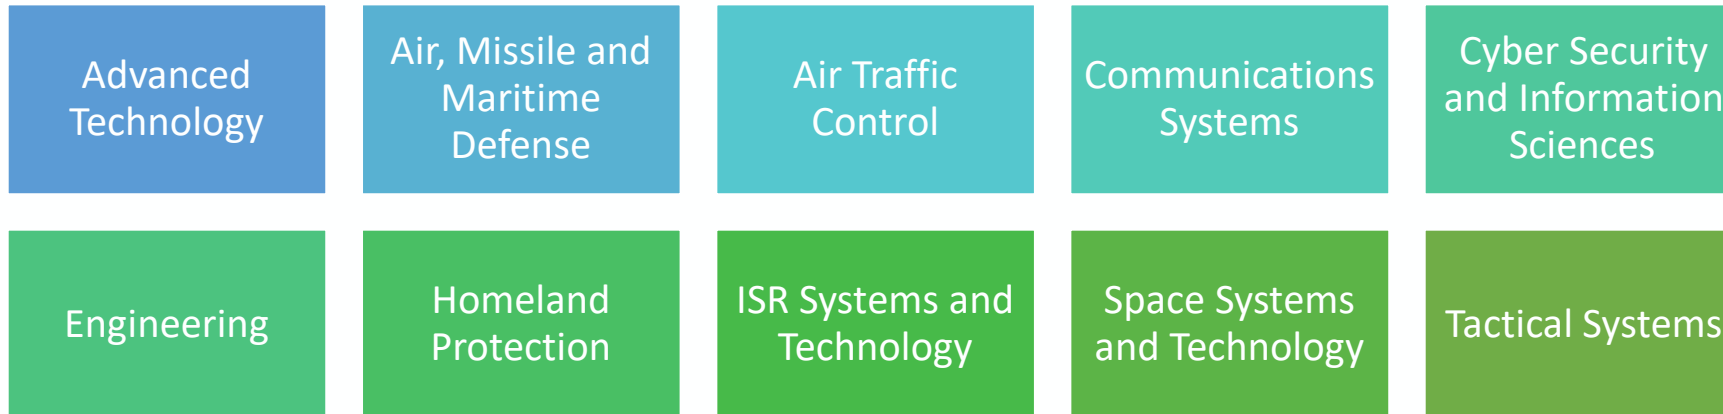 Advanced
Technology
Air, Missile and
Maritime
Defense
Air Traffic
Control
Communications
Systems
Cyber Security
and Information
Sciences
Engineering
Homeland
Protection
ISR Systems and
Technology
Space Systems
and Technology
Tactical Systems